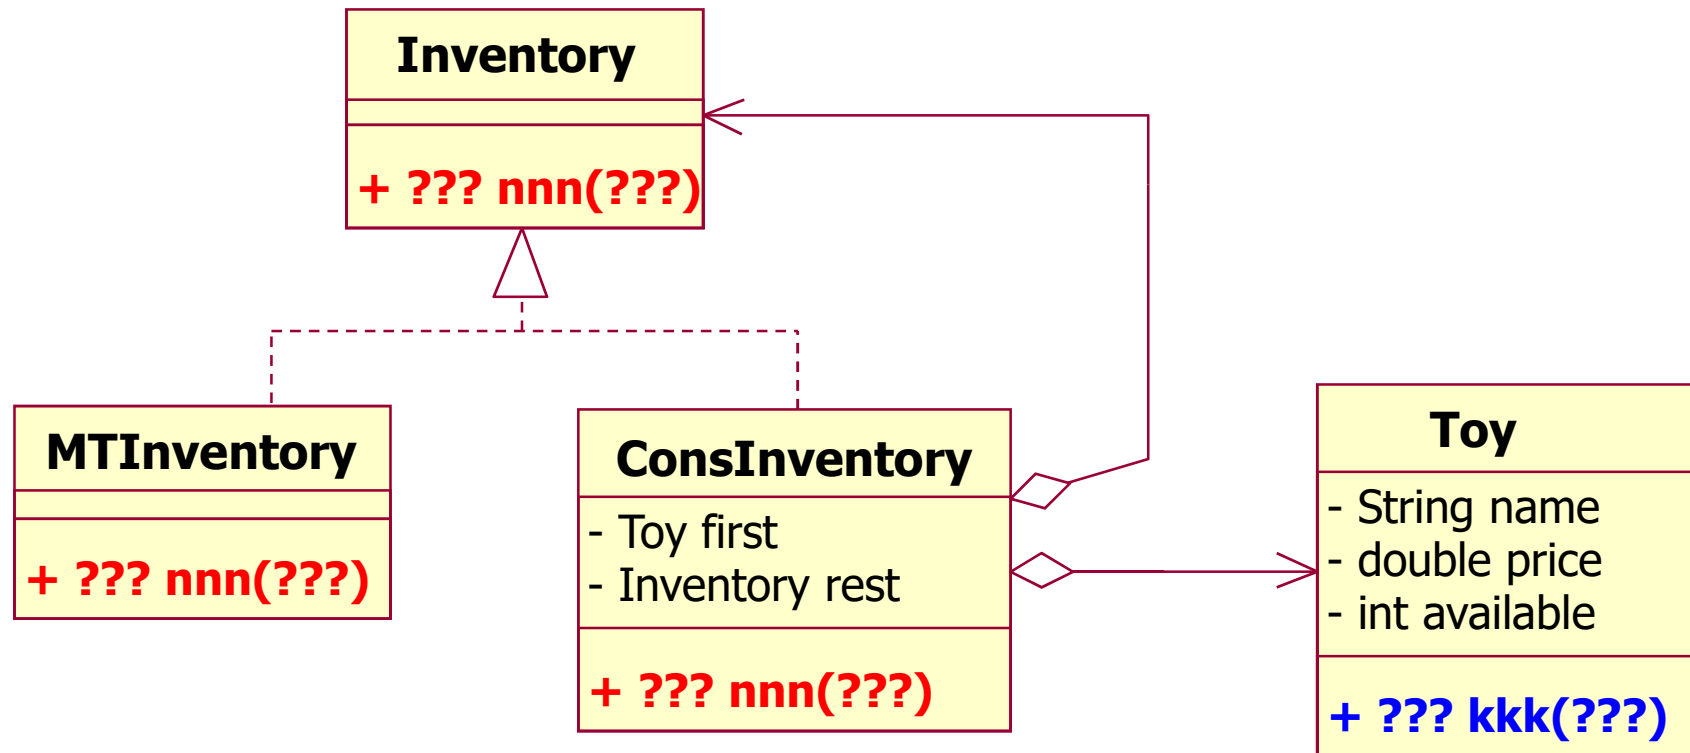 Inventory
+ ??? nnn(???)
MTInventory
+ ??? nnn(???)
ConsInventory
- Toy first
- Inventory rest
+ ??? nnn(???)
Toy
- String name
- double price
- int available
+ ??? kkk(???)